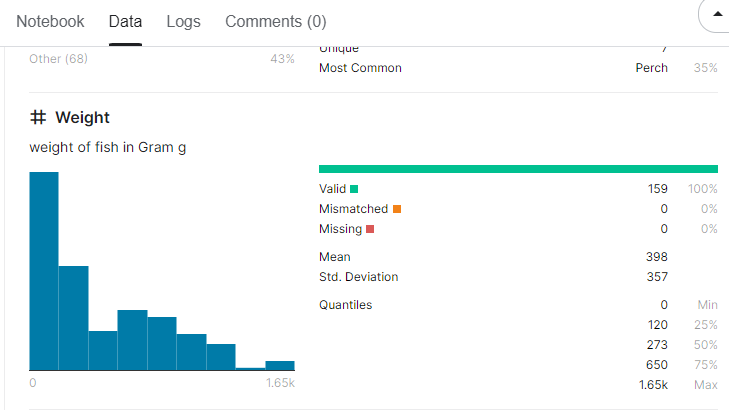 Notebook Data Logs Comments (0)
Other (68) 43%
Unique 7
Most Common Perch 35%
# Weight
weight of fish in Gram g
Valid 159 100%
Mismatched 0 0%
Missing 0 0%
Mean 398
Std. Deviation 357
Quantiles 0 Min
120 25%
273 50%
650 75%
1.65k Max
0 1.65k